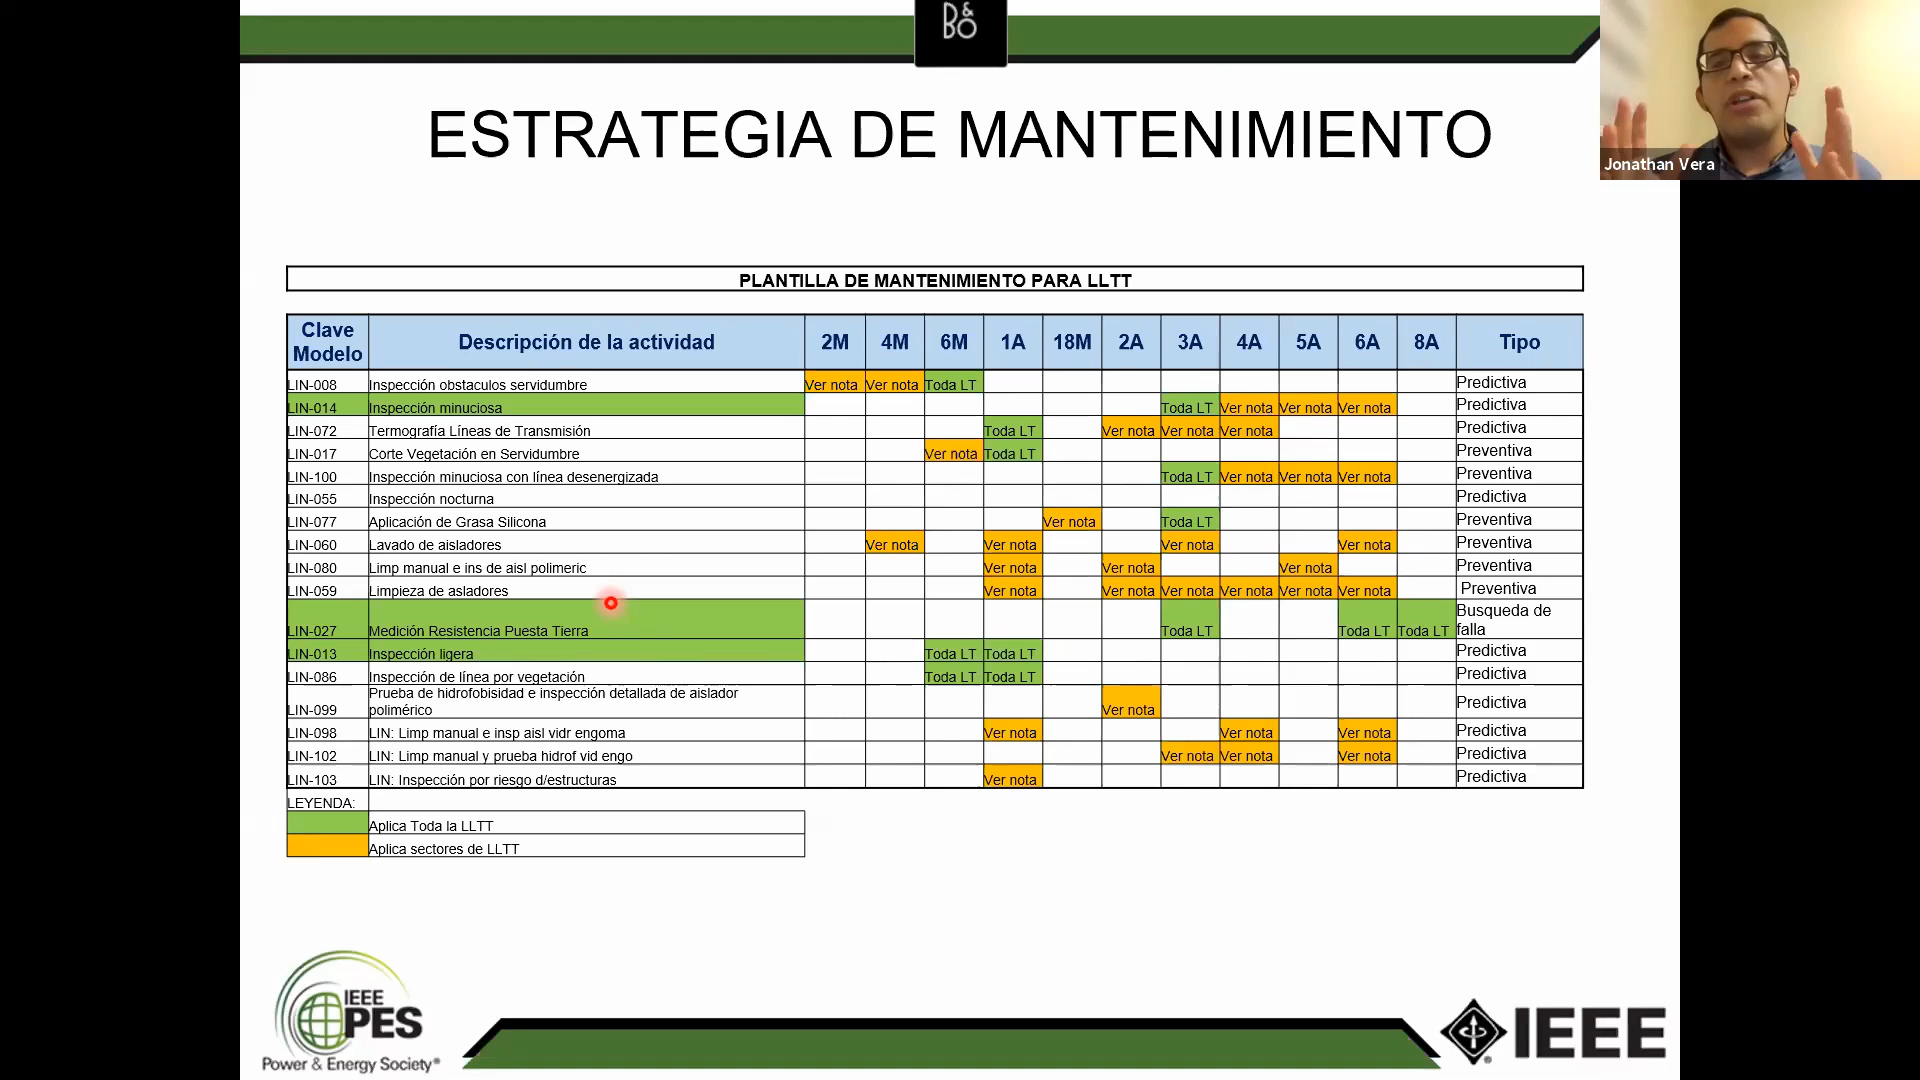 B&O
Jonathan Vera
ESTRATEGIA DE MANTENIMIENTO
PLANTILLA DE MANTENIMIENTO PARA LLTT
Clave Modelo Descripción de la actividad 2M 4M 6M 1A 18M 2A 3A 4A 5A 6A 8A Tipo
LIN-008 Inspección obstaculos servidumbre Ver nota Ver nota Toda LT Predictiva
LIN-014 Inspección minuciosa Toda LT Ver nota Ver nota Ver nota Predictiva
LIN-072 Termografía Líneas de Transmisión Toda LT Ver nota Ver nota Ver nota Predictiva
LIN-017 Corte Vegetación en Servidumbre Ver nota Toda LT Preventiva
LIN-100 Inspección minuciosa con línea desenergizada Toda LT Ver nota Ver nota Ver nota Preventiva
LIN-055 Inspección nocturna Predictiva
LIN-077 Aplicación de Grasa Silicona Ver nota Toda LT Preventiva
LIN-060 Lavado de aisladores Ver nota Ver nota Ver nota Ver nota Preventiva
LIN-080 Limp manual e ins de aisl polimeric Ver nota Ver nota Ver nota Preventiva
LIN-059 Limpieza de asladores Ver nota Ver nota Ver nota Ver nota Ver nota Ver nota Preventiva
LIN-027 Medición Resistencia Puesta Tierra Toda LT Toda LT Toda LT Busqueda de falla
LIN-013 Inspección ligera Toda LT Toda LT Predictiva
LIN-086 Inspección de línea por vegetación Toda LT Toda LT Predictiva
LIN-099 Prueba de hidrofobisidad e inspección detallada de aislador polimérico Ver nota Predictiva
LIN-098 LIN: Limp manual e insp aisl vidr engoma Ver nota Ver nota Ver nota Predictiva
LIN-102 LIN: Limp manual y prueba hidrof vid engo Ver nota Ver nota Ver nota Predictiva
LIN-103 LIN: Inspección por riesgo d/estructuras Ver nota Predictiva
LEYENDA:
Aplica Toda la LLTT
Aplica sectores de LLTT
IEEE
PES
Power & Energy Society®
IEEE